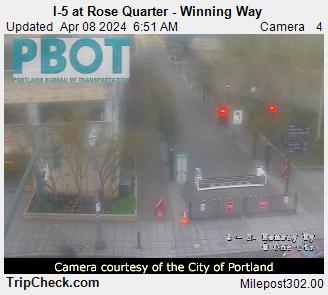 I-5 at Rose Quarter - Winning Way
Updated Apr 08 2024 6:51 AM Camera 4
PBOT
PORTLAND BUREAU OF TRANSPORTATION
Camera courtesy of the City of Portland
TripCheck.com Milepost302.00